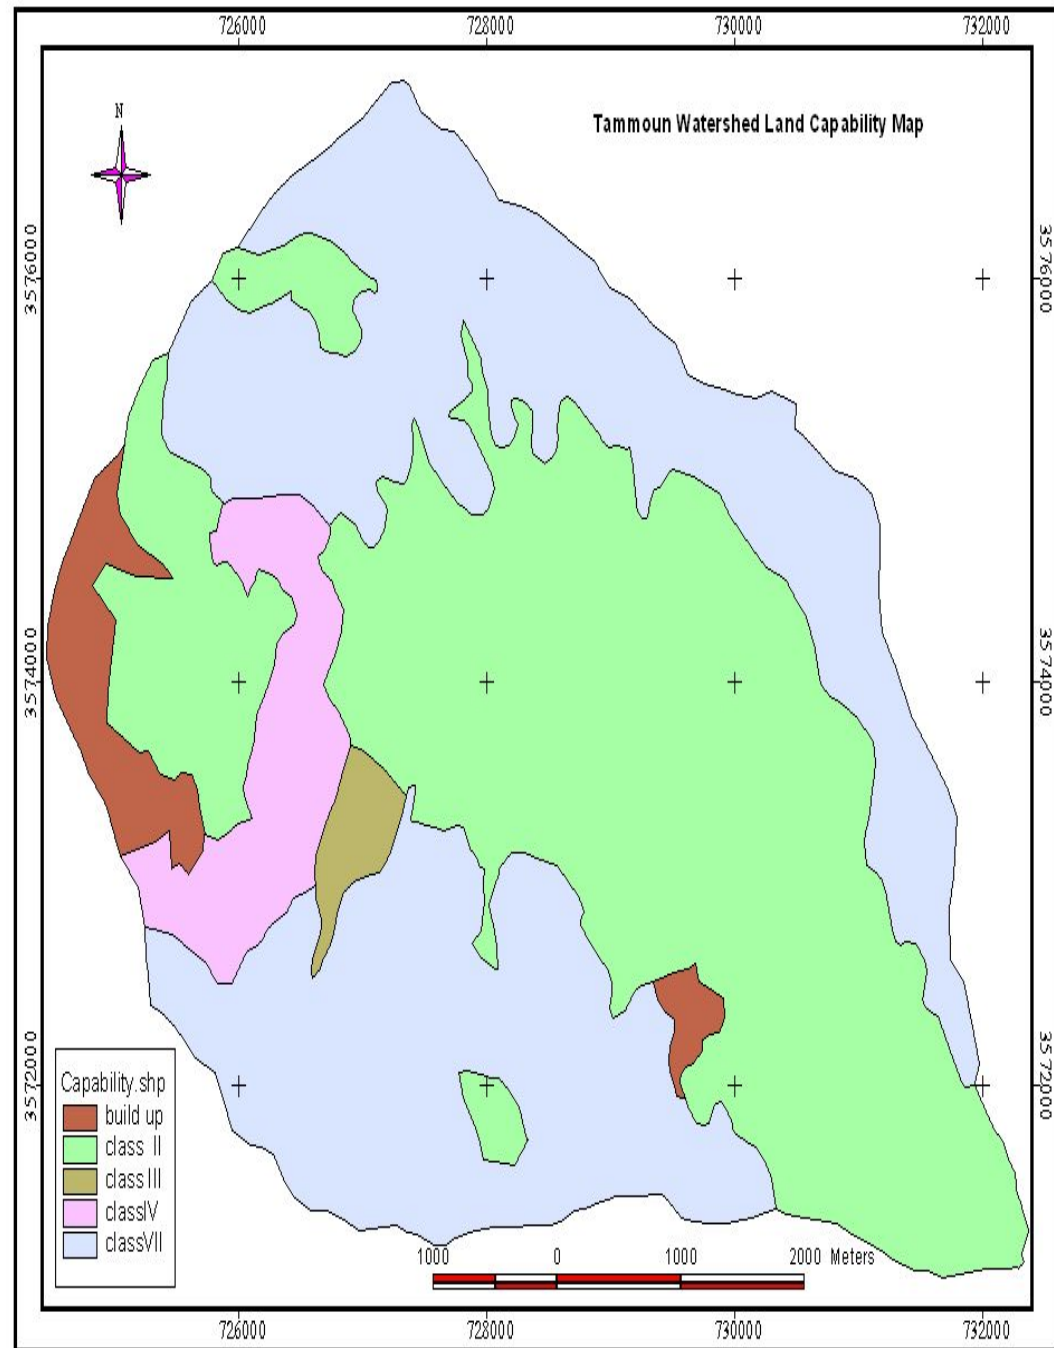 726000 728000 730000 732000
N
Tammoun Watershed Land Capability Map
3576000 3576000
3574000 3574000
3572000 3572000
Capability.shp
build up
class II
class III
classIV
classVII
1000 0 1000 2000 Meters
726000 728000 730000 732000